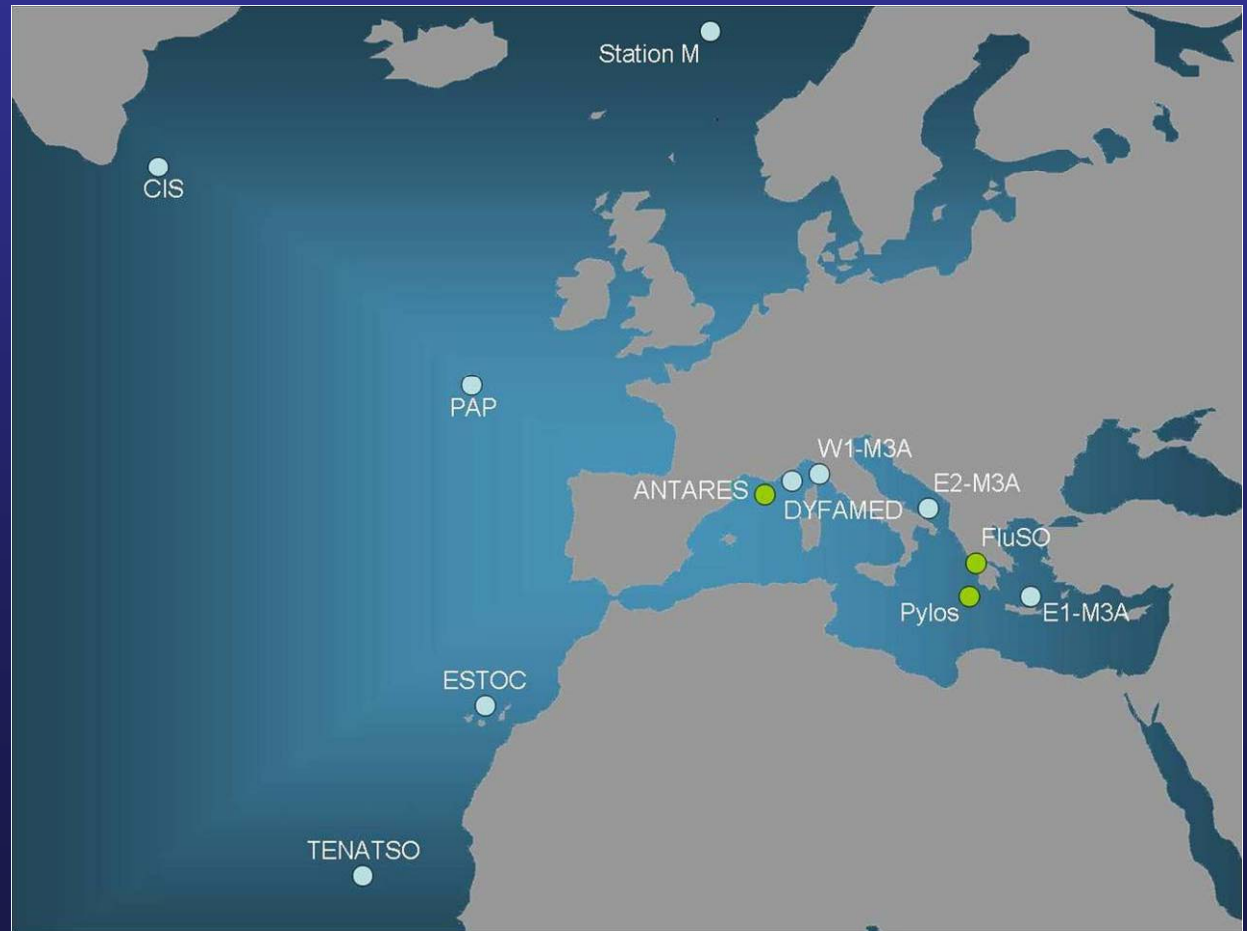 Station M
CIS
PAP
W1-M3A
ANTARES
E2-M3A
DYFAMED
FluSO
Pylos
E1-M3A
ESTOC
TENATSO